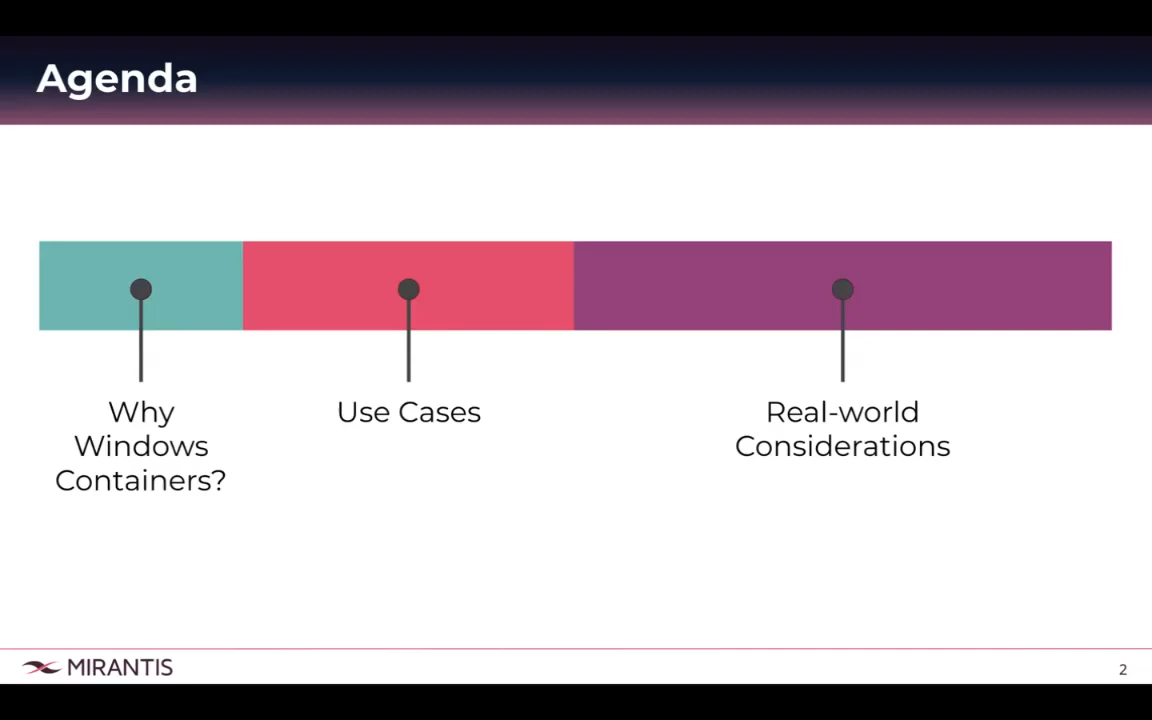 Agenda
Why
Windows
Containers?
Use Cases
Real-world
Considerations
MIRANTIS
2